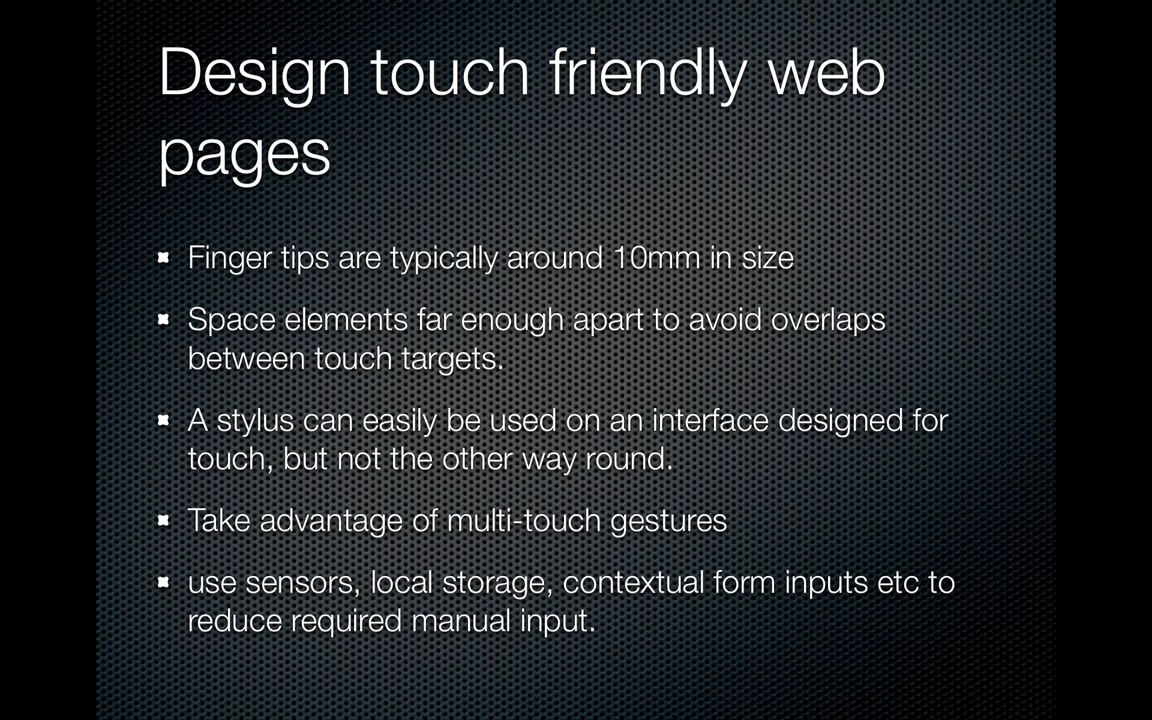 Design touch friendly web
pages
Finger tips are typically around 10mm in size
Space elements far enough apart to avoid overlaps
between touch targets.
A stylus can easily be used on an interface designed for
touch, but not the other way round.
Take advantage of multi-touch gestures
use sensors, local storage, contextual form inputs etc to
reduce required manual input.